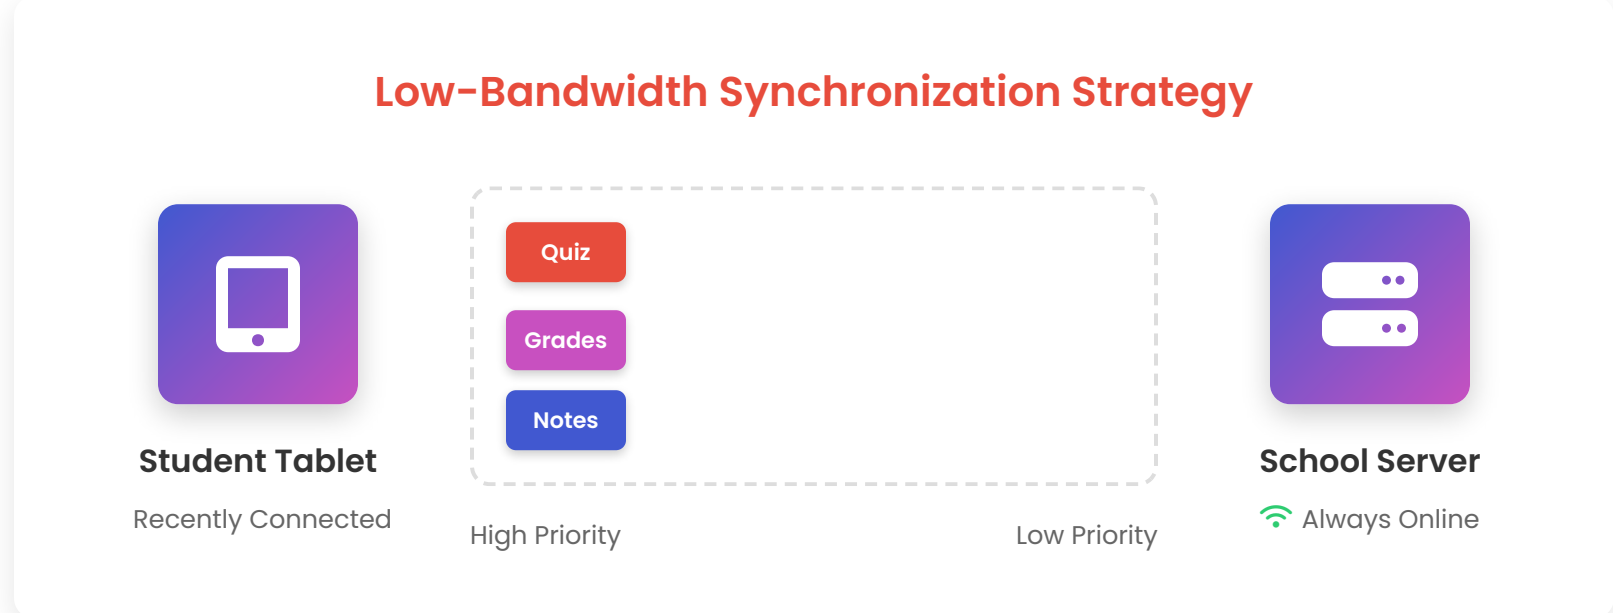 Low-Bandwidth Synchronization Strategy
Quiz
Grades
Notes
Student Tablet
Recently Connected
High Priority
Low Priority
School Server
Always Online